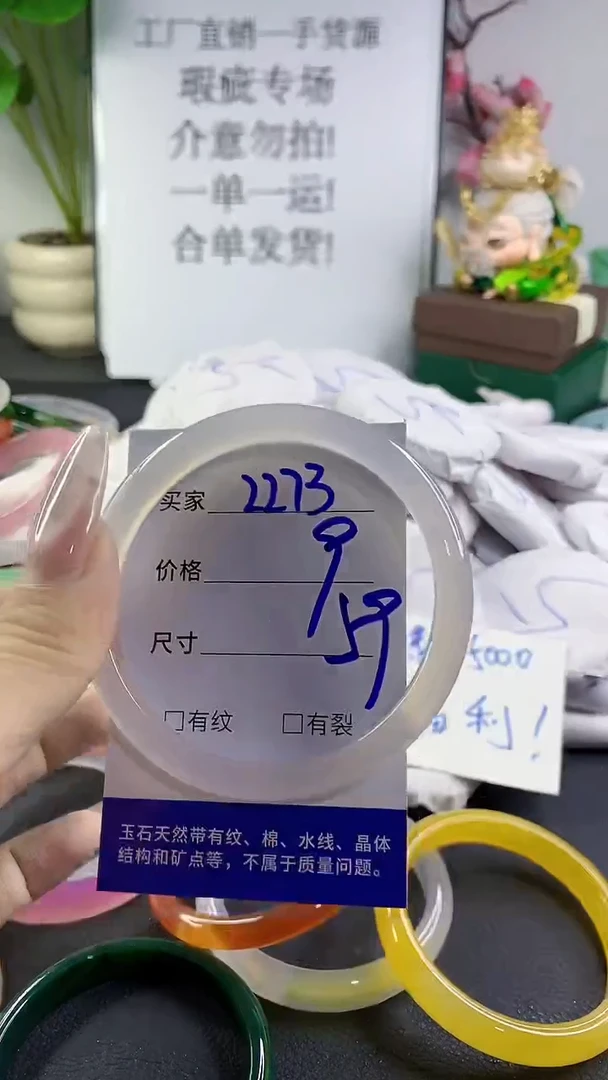 工厂直销一手货源
瑕疵专场
介意勿拍!
一单一运!
合单发货!
买家 2273
价格 9
尺寸 59
□有纹 □有裂
5000
利!
玉石天然带有纹、棉、水线、晶体
结构和矿点等，不属于质量问题。